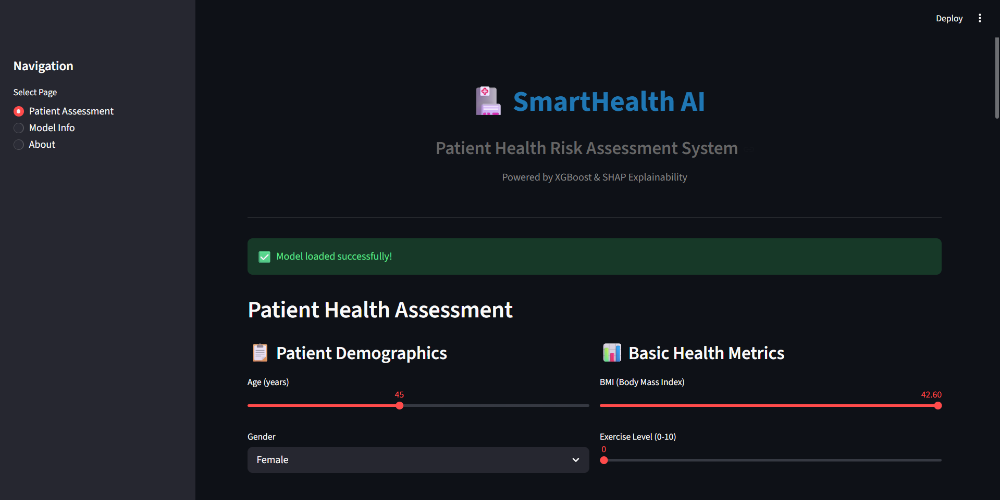 Deploy
Navigation
Select Page
Patient Assessment
Model Info
About
SmartHealth AI
Patient Health Risk Assessment System
Powered by XGBoost & SHAP Explainability
Model loaded successfully!
Patient Health Assessment
Patient Demographics
Age (years)
45
Gender
Female
Basic Health Metrics
BMI (Body Mass Index)
42.60
Exercise Level (0-10)
0